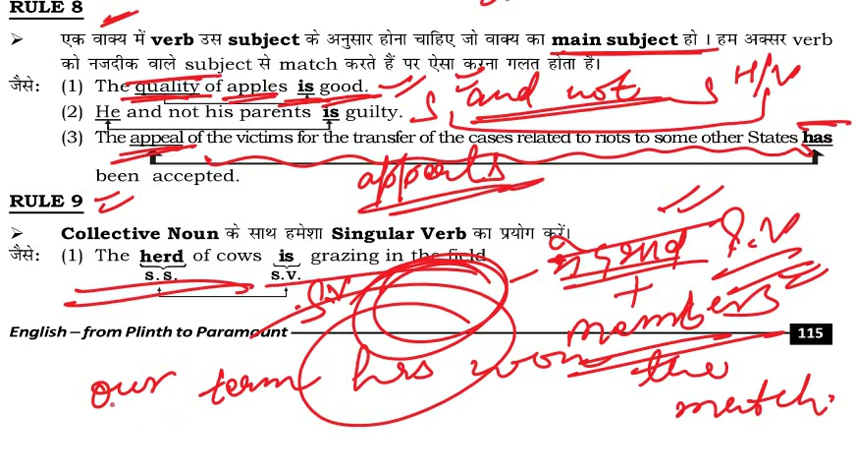 RULE 8
➤ एक वाक्य में verb उस subject के अनुसार होना चाहिए जो वाक्य का main subject हो । हम अक्सर verb
को नजदीक वाले subject से match करते हैं पर ऐसा करना गलत होता है।
जैसे: (1) The quality of apples is good.
and not S H/V
(2) He and not his parents is guilty. S
(3) The appeal of the victims for the transfer of the cases related to riots to some other States has
been accepted.
appeals
RULE 9
➤ Collective Noun के साथ हमेशा Singular Verb का प्रयोग करें।
जैसे: (1) The herd of cows is grazing in the field
s.s. s.v.
S.V
P.V
+
members
English – from Plinth to Paramount 115
our team has won the
match.